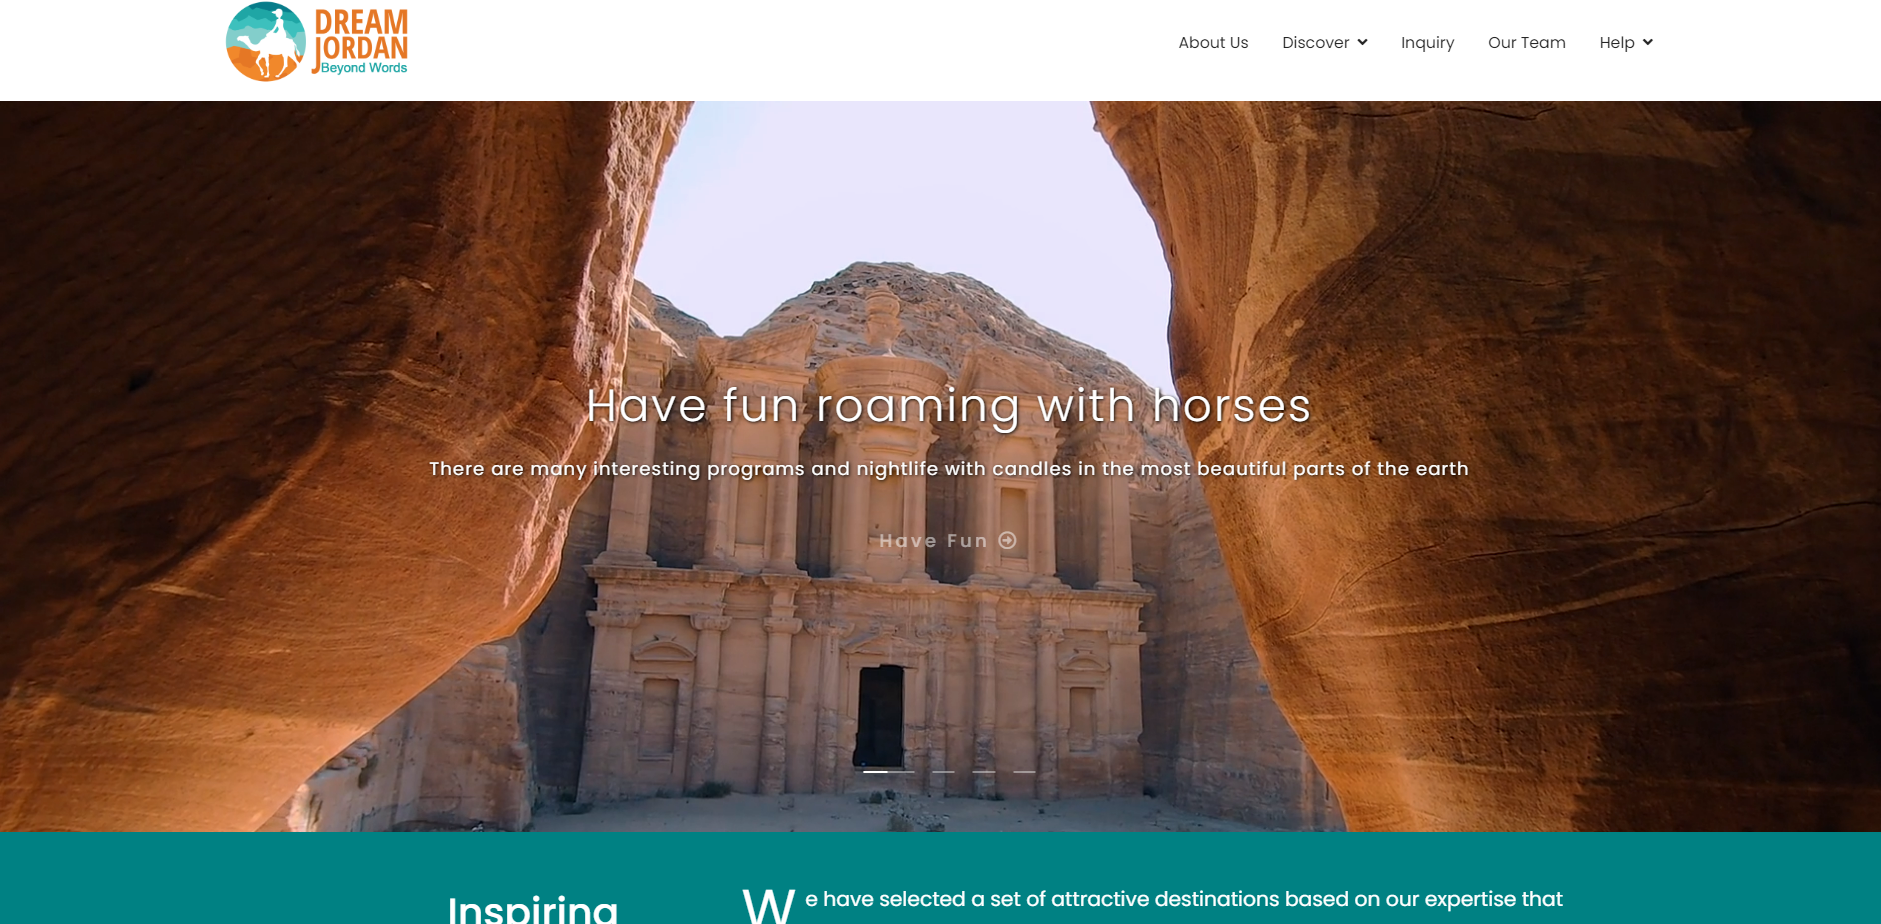 DREAM
JORDAN
Beyond Words
About Us
Discover
Inquiry
Our Team
Help
Have fun roaming with horses
There are many interesting programs and nightlife with candles in the most beautiful parts of the earth
Have Fun
Inspiring
We have selected a set of attractive destinations based on our expertise that